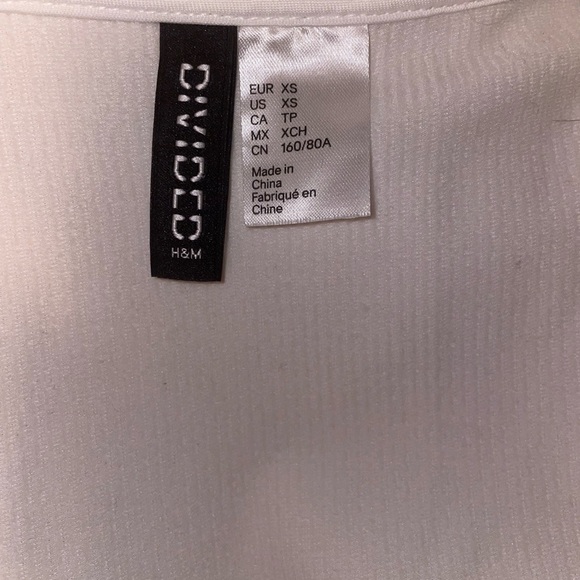 DIVIDED
H&M
EUR XS
US XS
CA TP
MX XCH
CN 160/80A
Made in
China
Fabriqué en
Chine